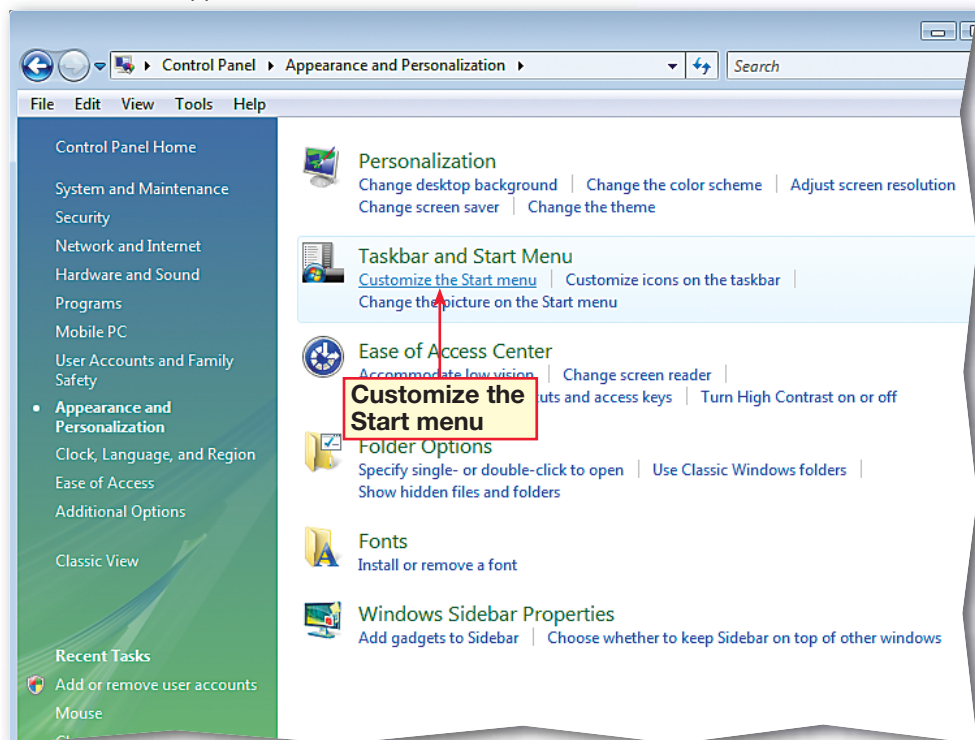 Control Panel Appearance and Personalization Search
File Edit View Tools Help
Control Panel Home
System and Maintenance
Security
Network and Internet
Hardware and Sound
Programs
Mobile PC
User Accounts and Family
Safety
Appearance and
Personalization
Clock, Language, and Region
Ease of Access
Additional Options
Classic View
Recent Tasks
Add or remove user accounts
Mouse
Personalization
Change desktop background Change the color scheme Adjust screen resolution
Change screen saver Change the theme
Taskbar and Start Menu
Customize the Start menu Customize icons on the taskbar
Change the picture on the Start menu
Ease of Access Center
Accommodate low vision Change screen reader
and access keys Turn High Contrast on or off
Customize the
Start menu
Folder Options
Specify single- or double-click to open Use Classic Windows folders
Show hidden files and folders
Fonts
Install or remove a font
Windows Sidebar Properties
Add gadgets to Sidebar Choose whether to keep Sidebar on top of other windows